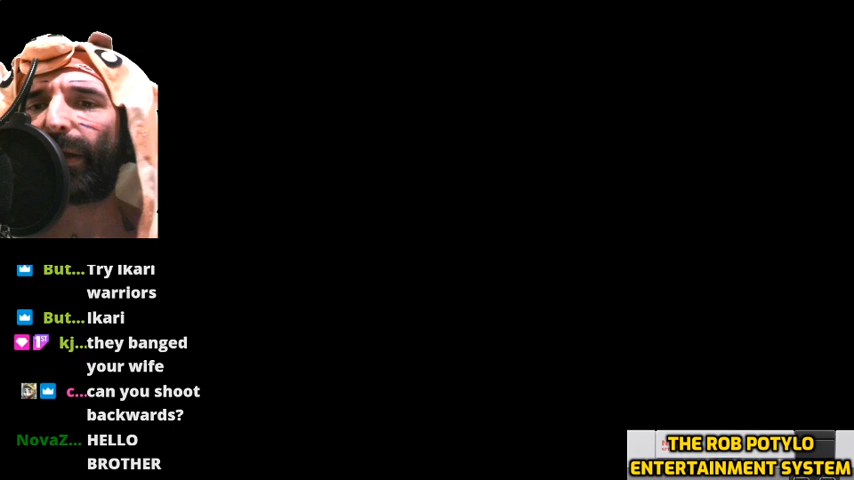 But... Try Ikari
warriors
But... Ikari
kj... they banged
your wife
c... can you shoot
backwards?
NovaZ... HELLO
BROTHER
THE ROB POTYLO
ENTERTAINMENT SYSTEM